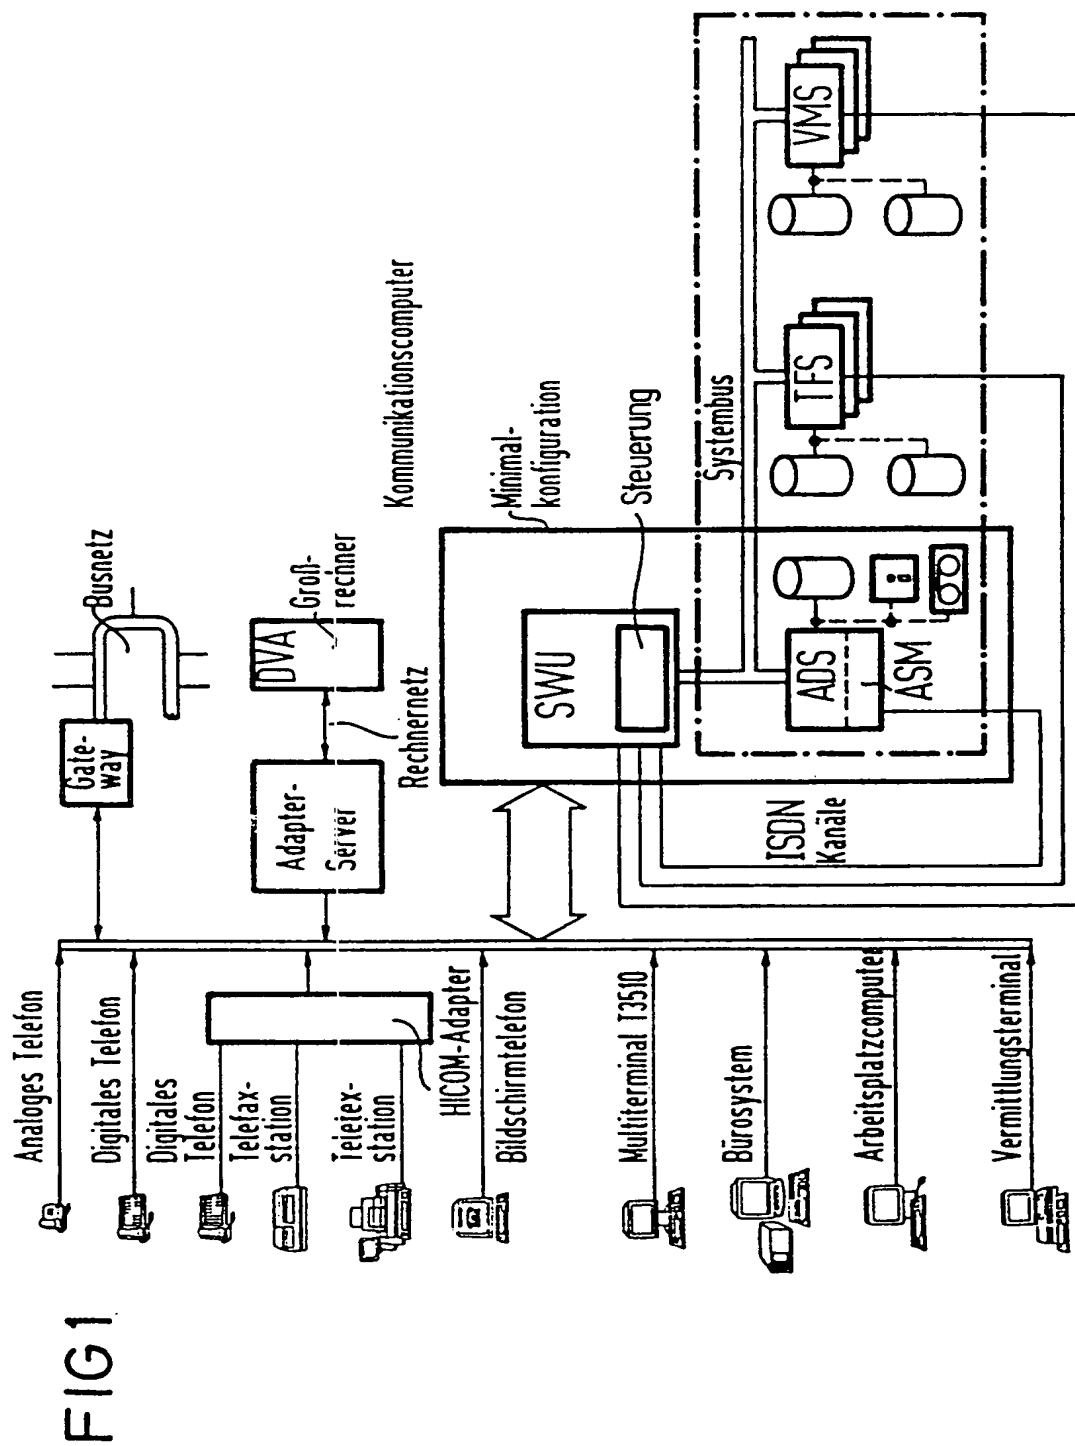 FIG 1
Analoges Telefon
Digitales Telefon
Digitales
Telefon
Telefax-
station
Teletex-
station
HICOM-Adapter
Bildschirmtelefon
Multiterminal T3510
Bürosystem
Arbeitsplatzcomputer
Vermittlungsterminal
Gate-
way
Busnetz
Adapter-
Server
DVA
Groß-
rechner
Rechnernetz
Kommunikationscomputer
Minimal-
konfiguration
SWU
Steuerung
Systembus
ISDN
Kanäle
ADS
ASM
TFS
VMS